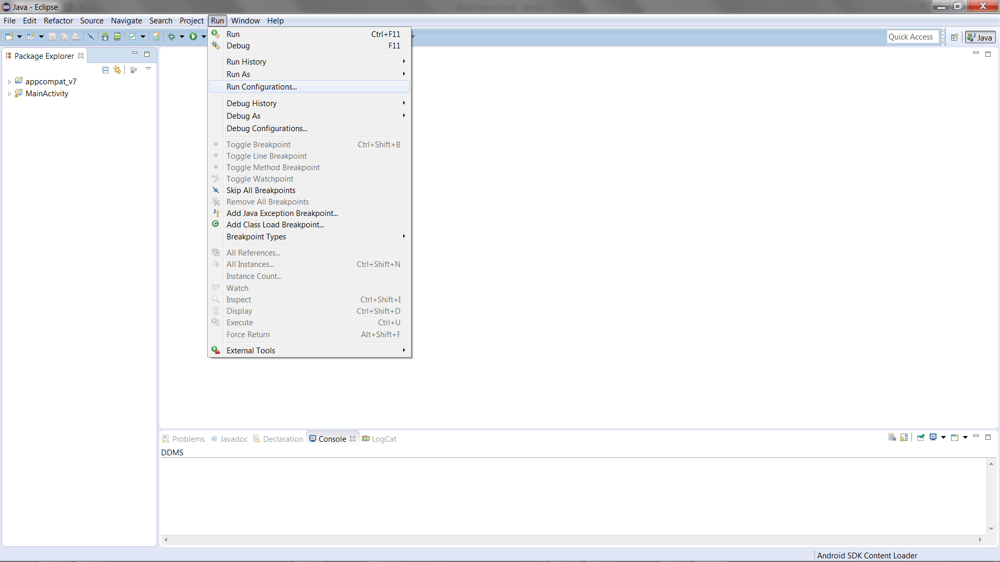 Java - Eclipse
File Edit Refactor Source Navigate Search Project Run Window Help
Quick Access
Java
Package Explorer
appcompat_v7
MainActivity
Run Ctrl+F11
Debug F11
Run History
Run As
Run Configurations...
Debug History
Debug As
Debug Configurations...
Toggle Breakpoint Ctrl+Shift+B
Toggle Line Breakpoint
Toggle Method Breakpoint
Toggle Watchpoint
Skip All Breakpoints
Remove All Breakpoints
Add Java Exception Breakpoint...
Add Class Load Breakpoint...
Breakpoint Types
All References...
All Instances... Ctrl+Shift+N
Instance Count...
Watch
Inspect Ctrl+Shift+I
Display Ctrl+Shift+D
Execute Ctrl+U
Force Return Alt+Shift+F
External Tools
Problems @ Javadoc Declaration Console LogCat
DDMS
Android SDK Content Loader